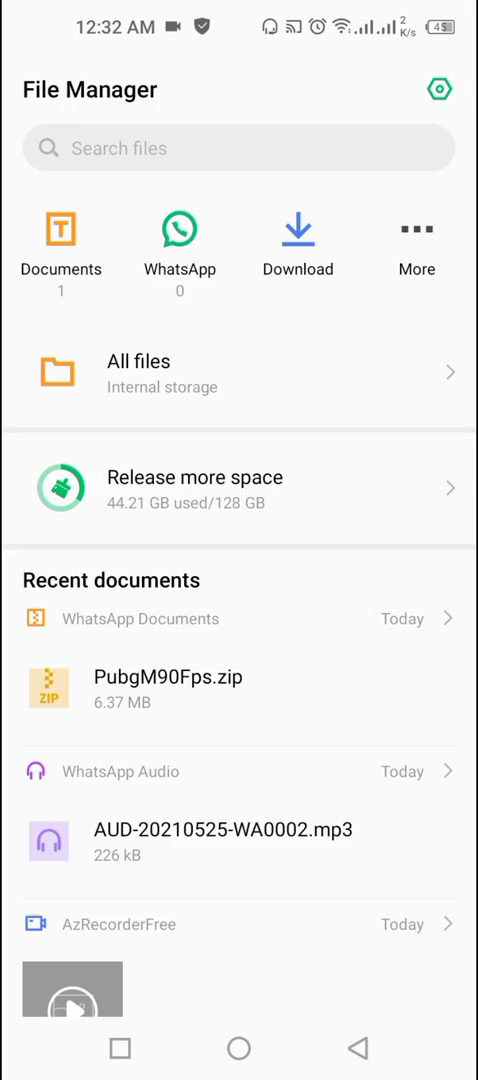 12:32 AM 2 K/s 45
File Manager
Search files
T
Documents WhatsApp Download More
1 0
All files
Internal storage
Release more space
44.21 GB used/128 GB
Recent documents
WhatsApp Documents Today
PubgM90Fps.zip
ZIP
6.37 MB
WhatsApp Audio Today
AUD-20210525-WA0002.mp3
226 kB
AzRecorderFree Today